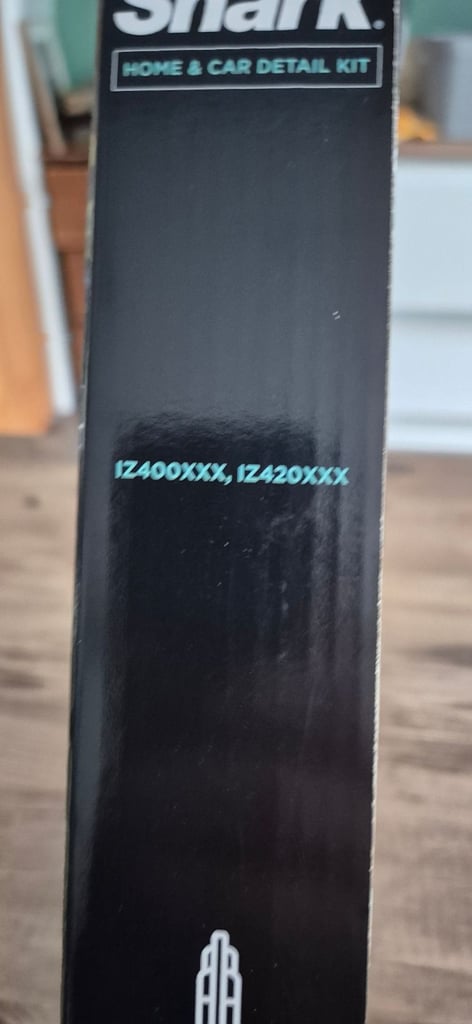 Shark.
HOME & CAR DETAIL KIT
IZ400XXX, IZ420XXX